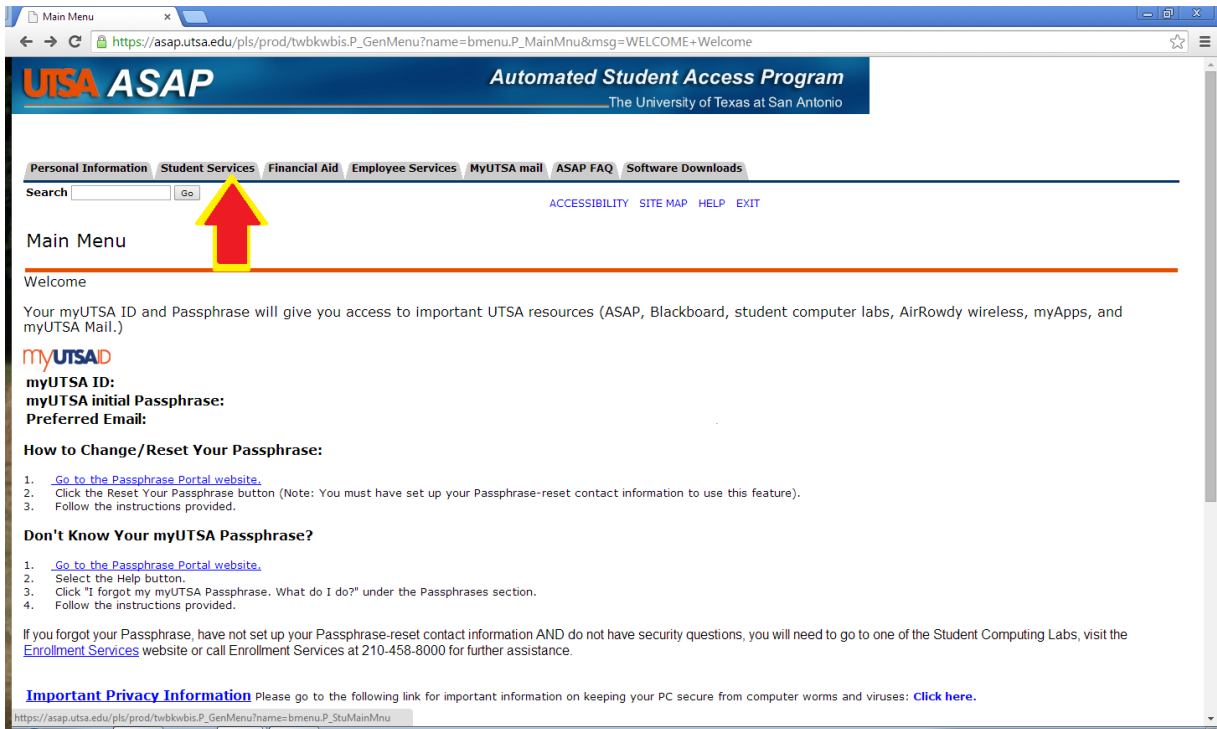 Main Menu
https://asap.utsa.edu/pls/prod/twbkwbis.P_GenMenu?name=bmenu.P_MainMnu&msg=WELCOME+Welcome
UTSA ASAP
Automated Student Access Program
The University of Texas at San Antonio
Personal Information Student Services Financial Aid Employee Services MyUTSA mail ASAP FAQ Software Downloads
Search Go
ACCESSIBILITY SITE MAP HELP EXIT
Main Menu
Welcome
Your myUTSA ID and Passphrase will give you access to important UTSA resources (ASAP, Blackboard, student computer labs, AirRowdy wireless, myApps, and
myUTSA Mail.)
myUTSAID
myUTSA ID:
myUTSA initial Passphrase:
Preferred Email:
How to Change/Reset Your Passphrase:
1. Go to the Passphrase Portal website.
2. Click the Reset Your Passphrase button (Note: You must have set up your Passphrase-reset contact information to use this feature).
3. Follow the instructions provided.
Don't Know Your myUTSA Passphrase?
1. Go to the Passphrase Portal website.
2. Select the Help button.
3. Click "I forgot my myUTSA Passphrase. What do I do?" under the Passphrases section.
4. Follow the instructions provided.
If you forgot your Passphrase, have not set up your Passphrase-reset contact information AND do not have security questions, you will need to go to one of the Student Computing Labs, visit the
Enrollment Services website or call Enrollment Services at 210-458-8000 for further assistance.
Important Privacy Information Please go to the following link for important information on keeping your PC secure from computer worms and viruses: Click here.
https://asap.utsa.edu/pls/prod/twbkwbis.P_GenMenu?name=bmenu.P_StuMainMnu